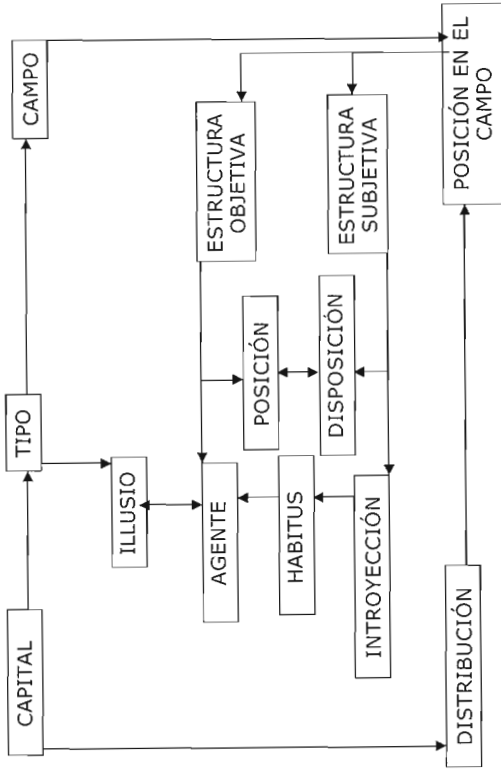 CAPITAL
TIPO
CAMPO
ILLUSIO
AGENTE
HABITUS
INTROYECCIÓN
POSICIÓN
DISPOSICIÓN
ESTRUCTURA
OBJETIVA
ESTRUCTURA
SUBJETIVA
DISTRIBUCIÓN
POSICIÓN EN EL
CAMPO